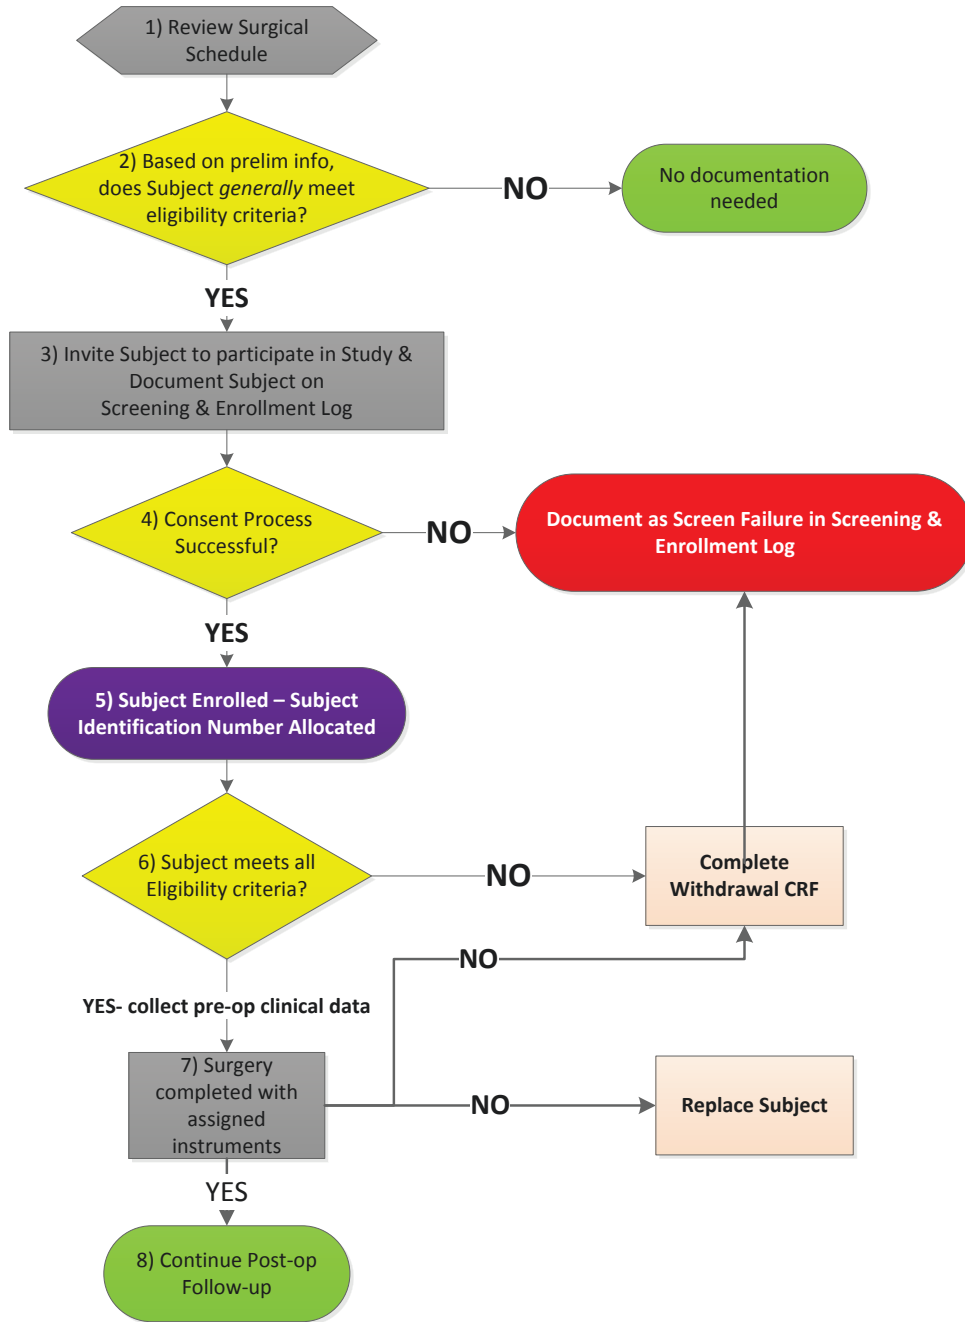 1) Review Surgical
Schedule
2) Based on prelim info,
does Subject generally meet
eligibility criteria?
NO
No documentation
needed
YES
3) Invite Subject to participate in Study &
Document Subject on
Screening & Enrollment Log
4) Consent Process
Successful?
NO
Document as Screen Failure in Screening &
Enrollment Log
YES
5) Subject Enrolled – Subject
Identification Number Allocated
6) Subject meets all
Eligibility criteria?
NO
Complete
Withdrawal CRF
NO
YES- collect pre-op clinical data
7) Surgery
completed with
assigned
instruments
NO
Replace Subject
YES
8) Continue Post-op
Follow-up